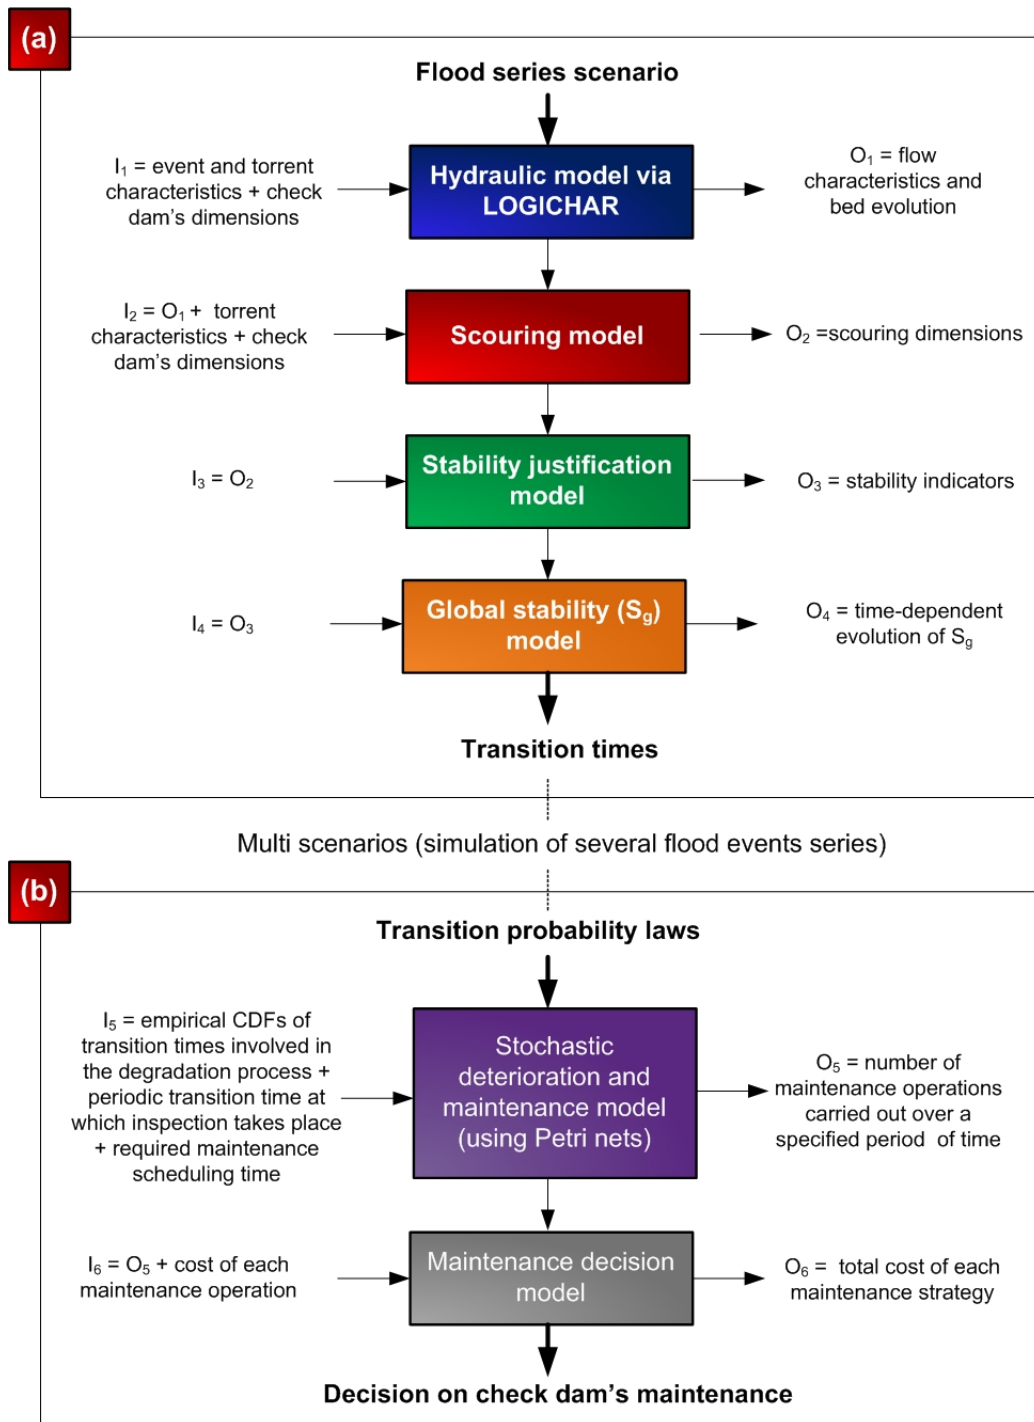 (a)
Flood series scenario
I₁ = event and torrent
characteristics + check
dam's dimensions
Hydraulic model via
LOGICHAR
O₁ = flow
characteristics and
bed evolution
I₂ = O₁ + torrent
characteristics + check
dam's dimensions
Scouring model
O₂ =scouring dimensions
I₃ = O₂
Stability justification
model
O₃ = stability indicators
I₄ = O₃
Global stability (S_g)
model
O₄ = time-dependent
evolution of S_g
Transition times
Multi scenarios (simulation of several flood events series)
(b)
Transition probability laws
I₅ = empirical CDFs of
transition times involved in
the degradation process +
periodic transition time at
which inspection takes place
+ required maintenance
scheduling time
Stochastic
deterioration and
maintenance model
(using Petri nets)
O₅ = number of
maintenance operations
carried out over a
specified period of time
I₆ = O₅ + cost of each
maintenance operation
Maintenance decision
model
O₆ = total cost of each
maintenance strategy
Decision on check dam's maintenance